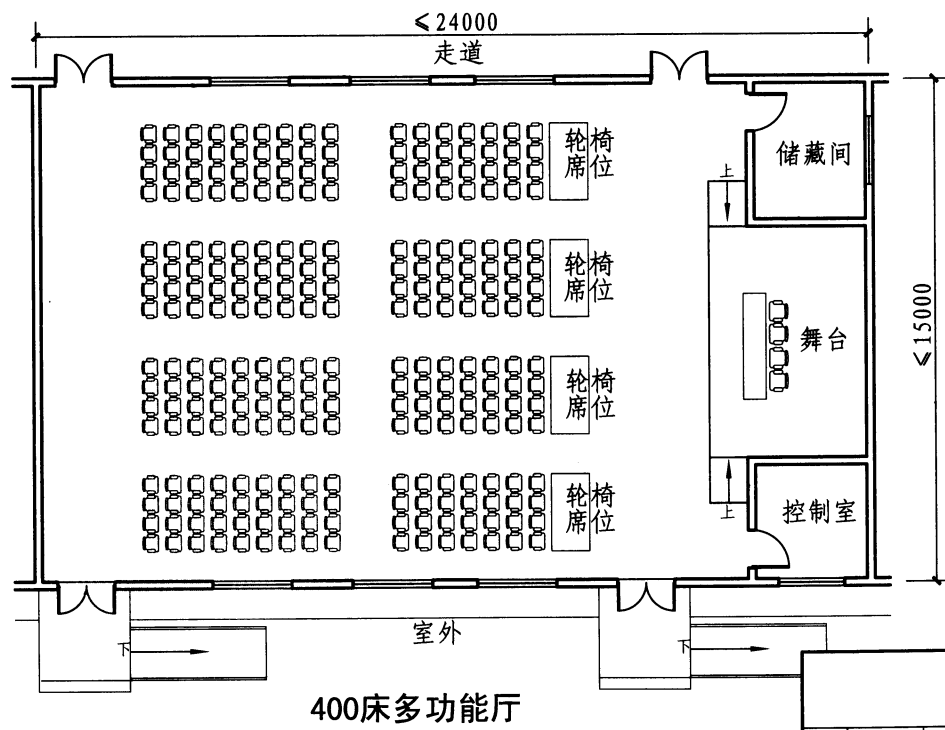 ≤24000
走道
轮椅
席位
储藏间
上
轮椅
席位
舞台
≤15000
轮椅
席位
轮椅
席位
上
控制室
室外
下
下
400床多功能厅